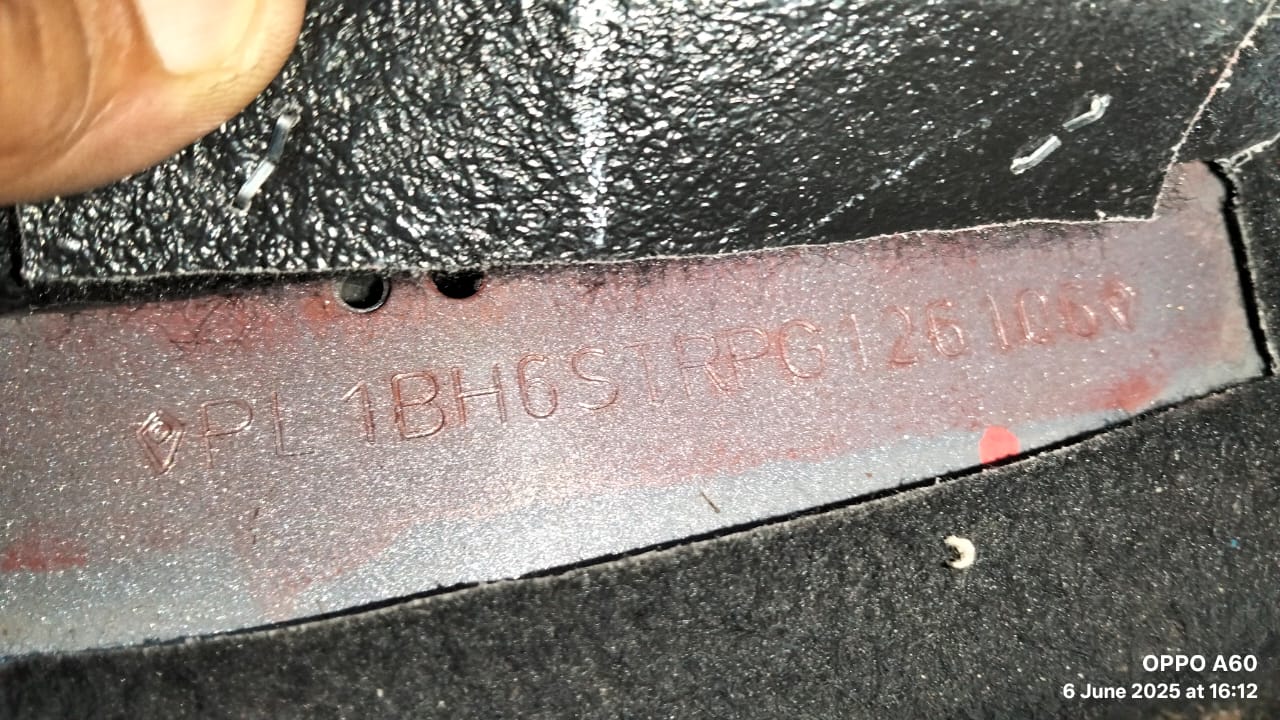 PL1BH6STRPG126106
OPPO A60
6 June 2025 at 16:12